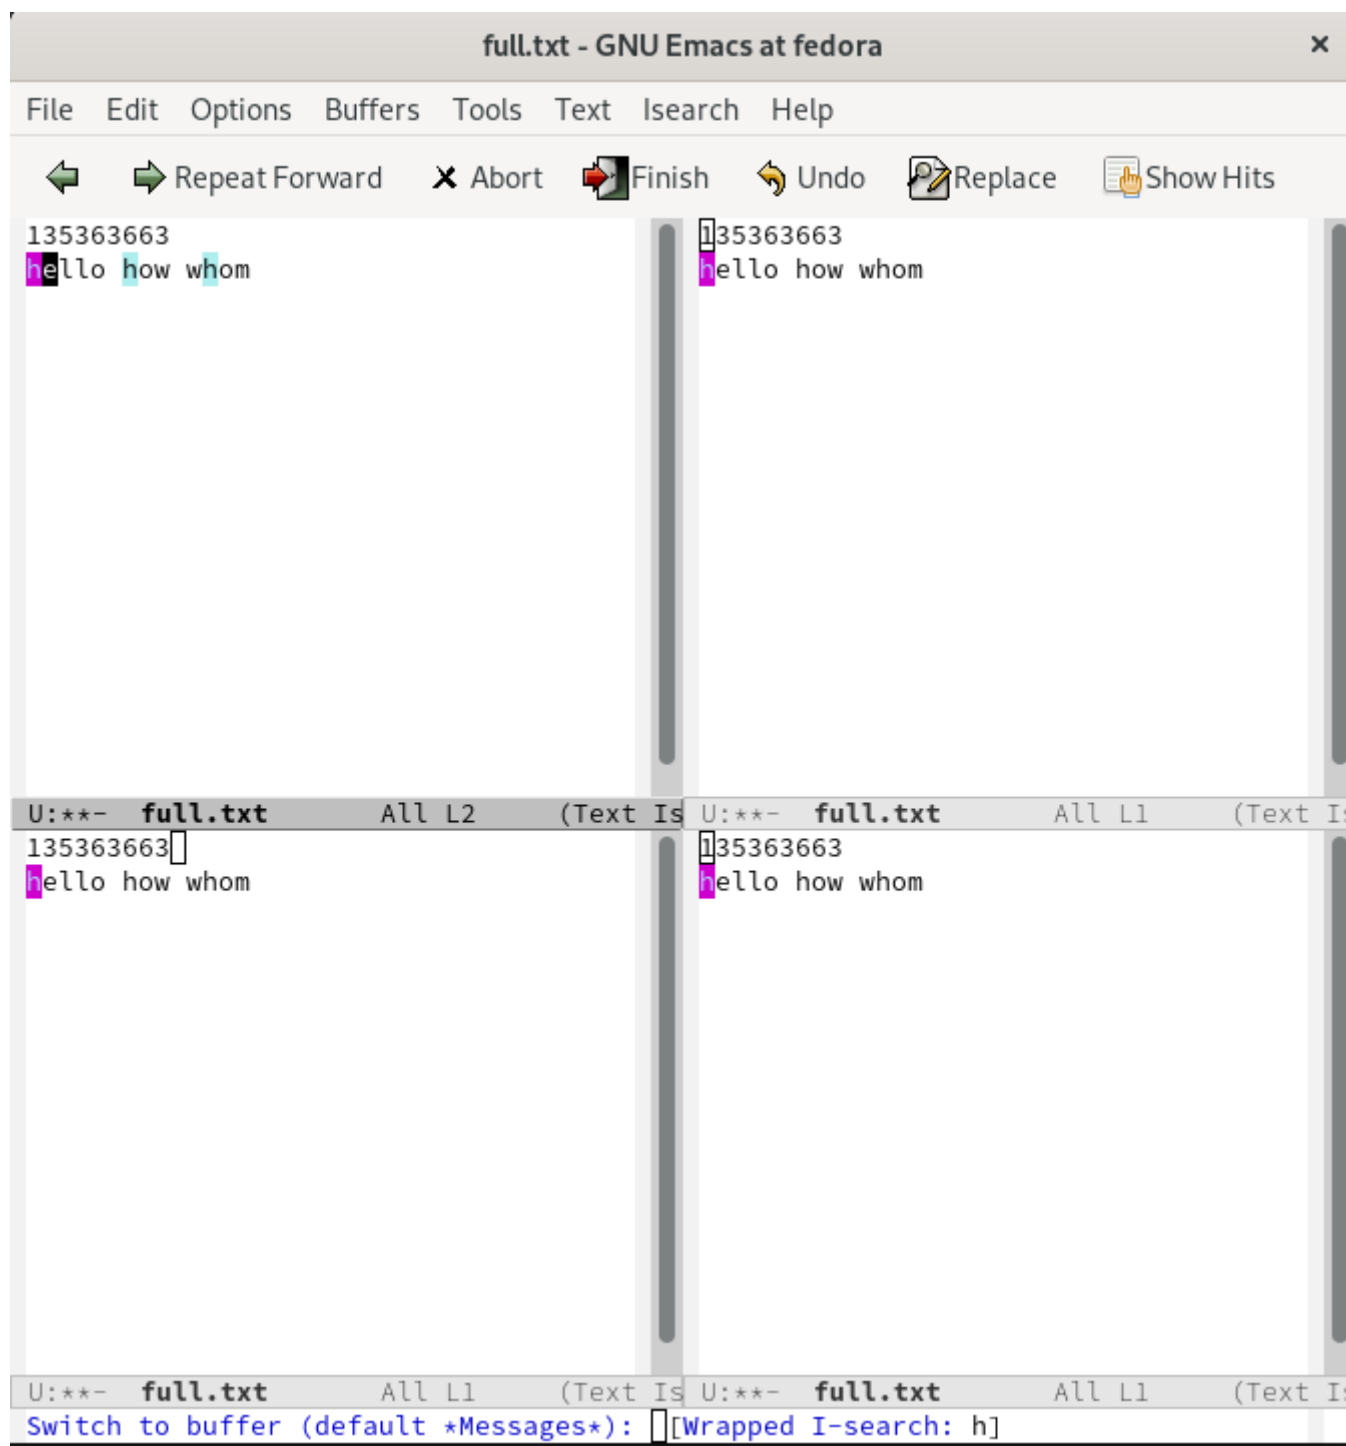 full.txt - GNU Emacs at fedora ×
File Edit Options Buffers Tools Text Isearch Help
Repeat Forward Abort Finish Undo Replace Show Hits
135363663
hello how whom
135363663
hello how whom
U:**- full.txt All L2 (Text Is
U:**- full.txt All L1 (Text Is
135363663
hello how whom
135363663
hello how whom
U:**- full.txt All L1 (Text Is
U:**- full.txt All L1 (Text Is
Switch to buffer (default *Messages*): [Wrapped I-search: h]